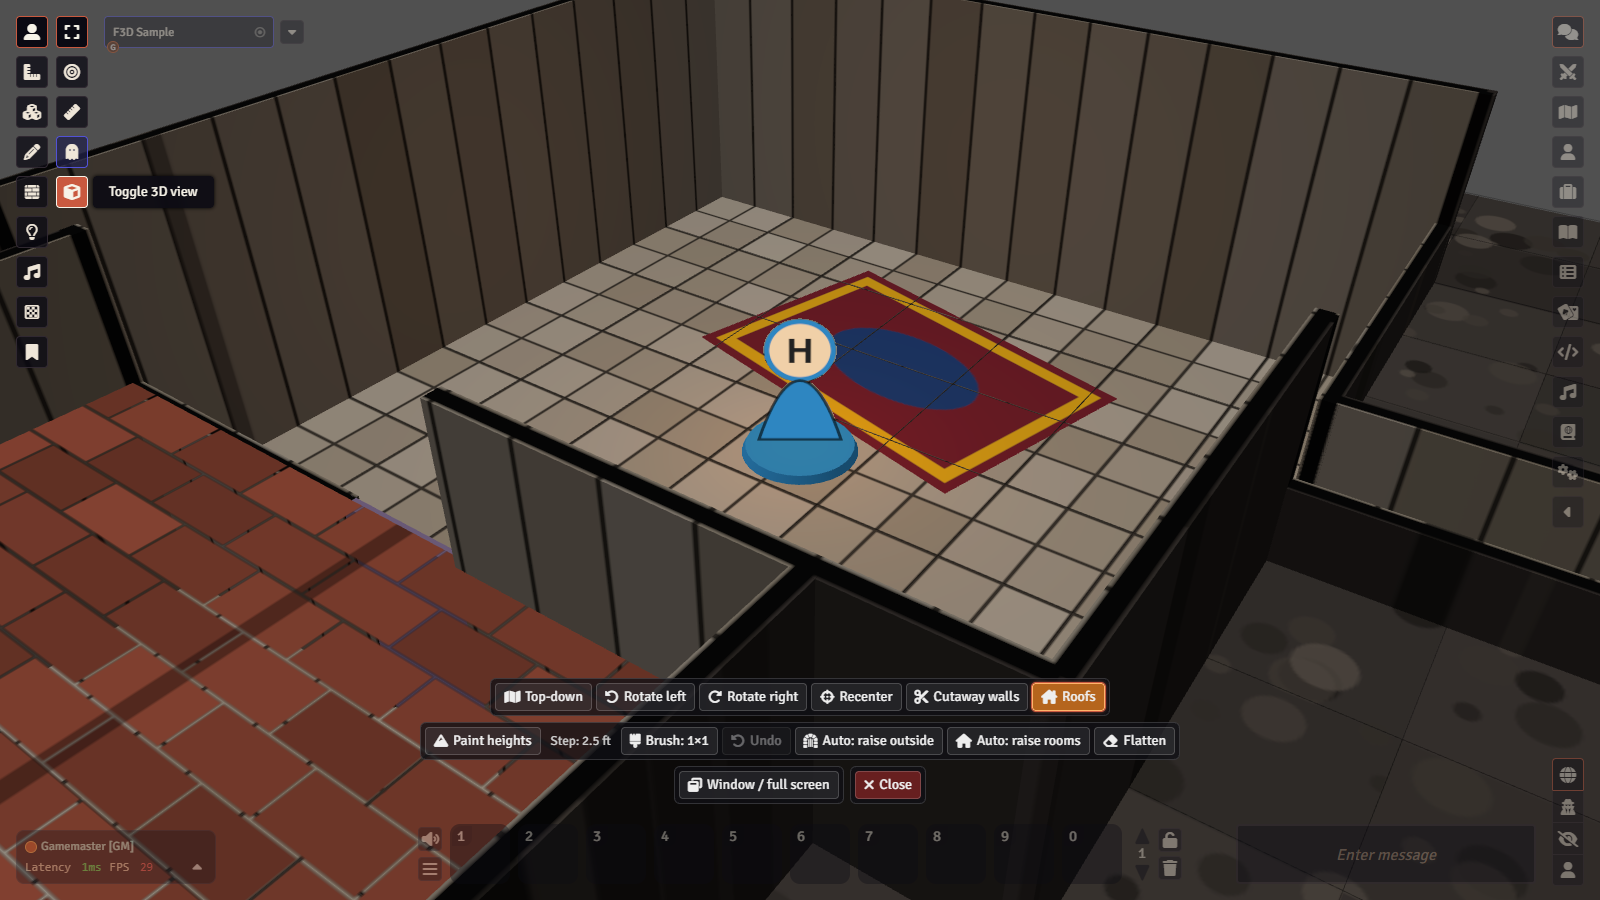 F3D Sample
G
Toggle 3D view
H
Top-down Rotate left Rotate right Recenter Cutaway walls Roofs
Paint heights Step: 2.5 ft Brush: 1×1 Undo Auto: raise outside Auto: raise rooms Flatten
Window / full screen Close
1 2 3 4 5 6 7 8 9 0
1
Gamemaster [GM]
Latency 1ms FPS 29
Enter message